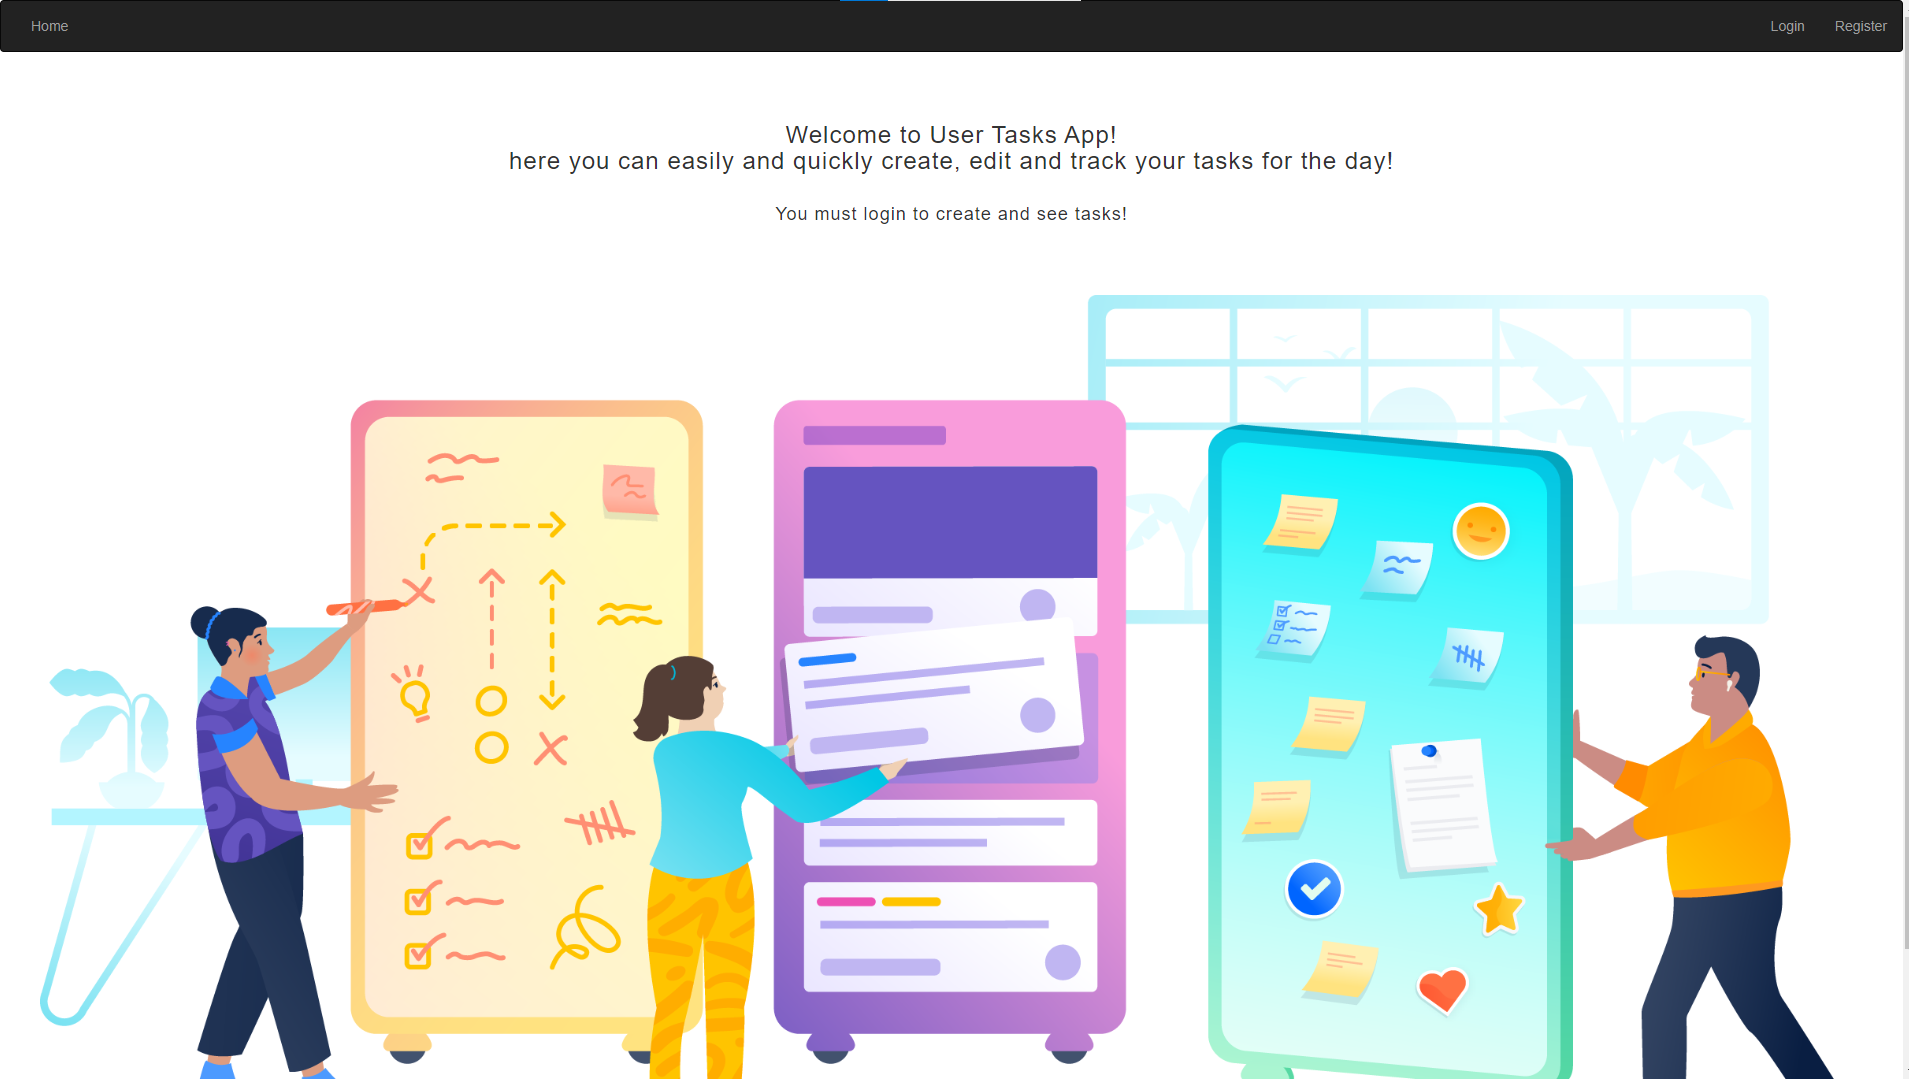 Home
Login
Register
Welcome to User Tasks App!
here you can easily and quickly create, edit and track your tasks for the day!
You must login to create and see tasks!